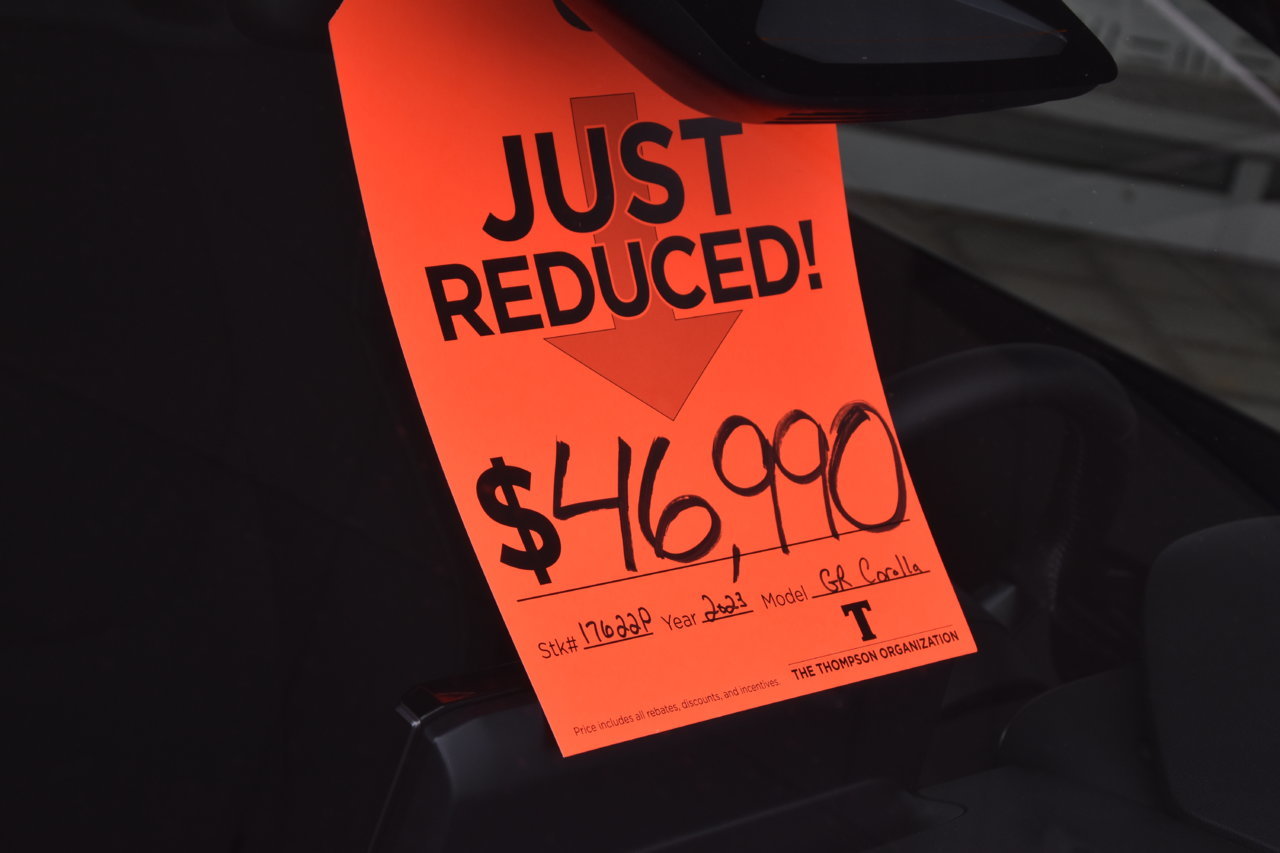 JUST
REDUCED!
$46,990
Stk# 17622P Year 2023 Model GR Corolla
T
THE THOMPSON ORGANIZATION
Price includes all rebates, discounts, and incentives.